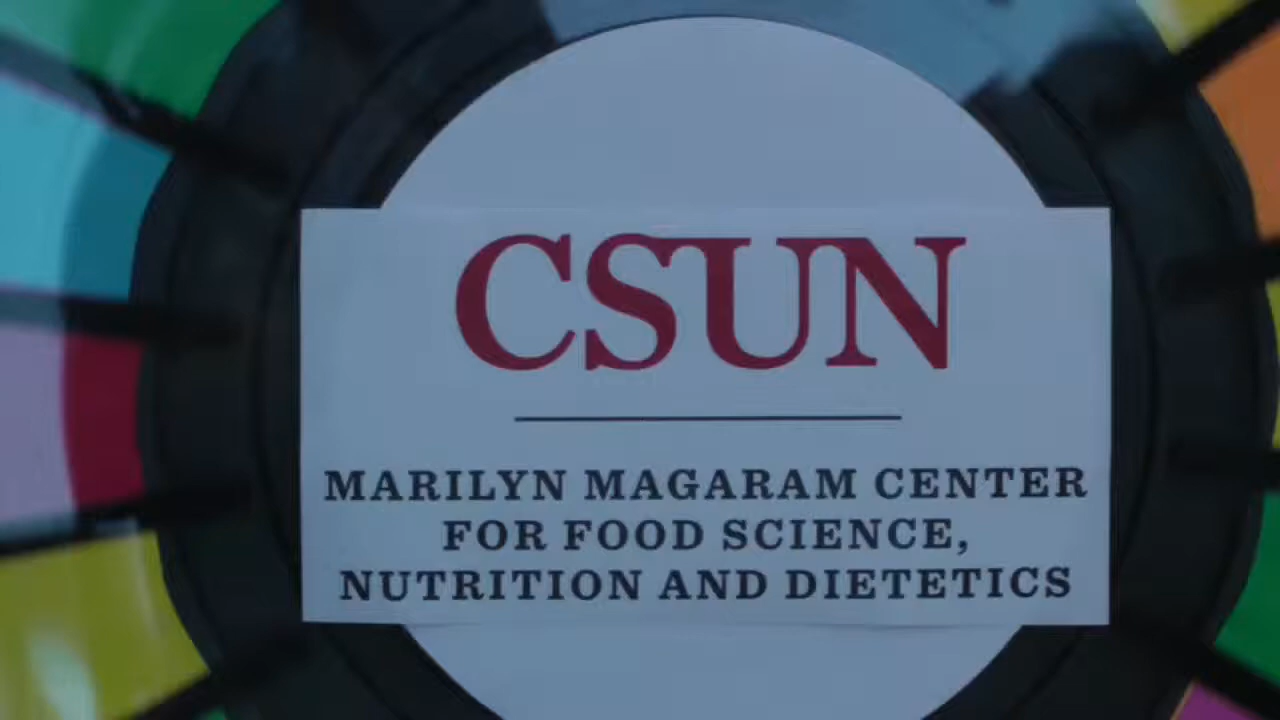 CSUN
MARILYN MAGARAM CENTER
FOR FOOD SCIENCE,
NUTRITION AND DIETETICS